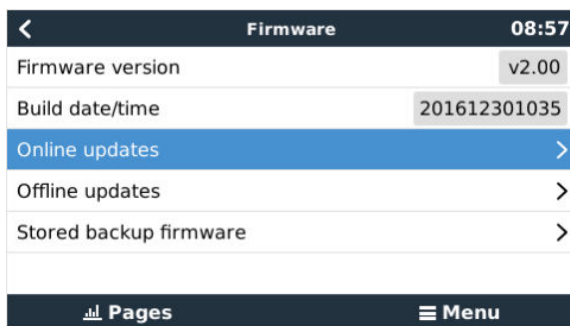 Firmware 08:57
Firmware version v2.00
Build date/time 201612301035
Online updates
Offline updates
Stored backup firmware
Pages Menu